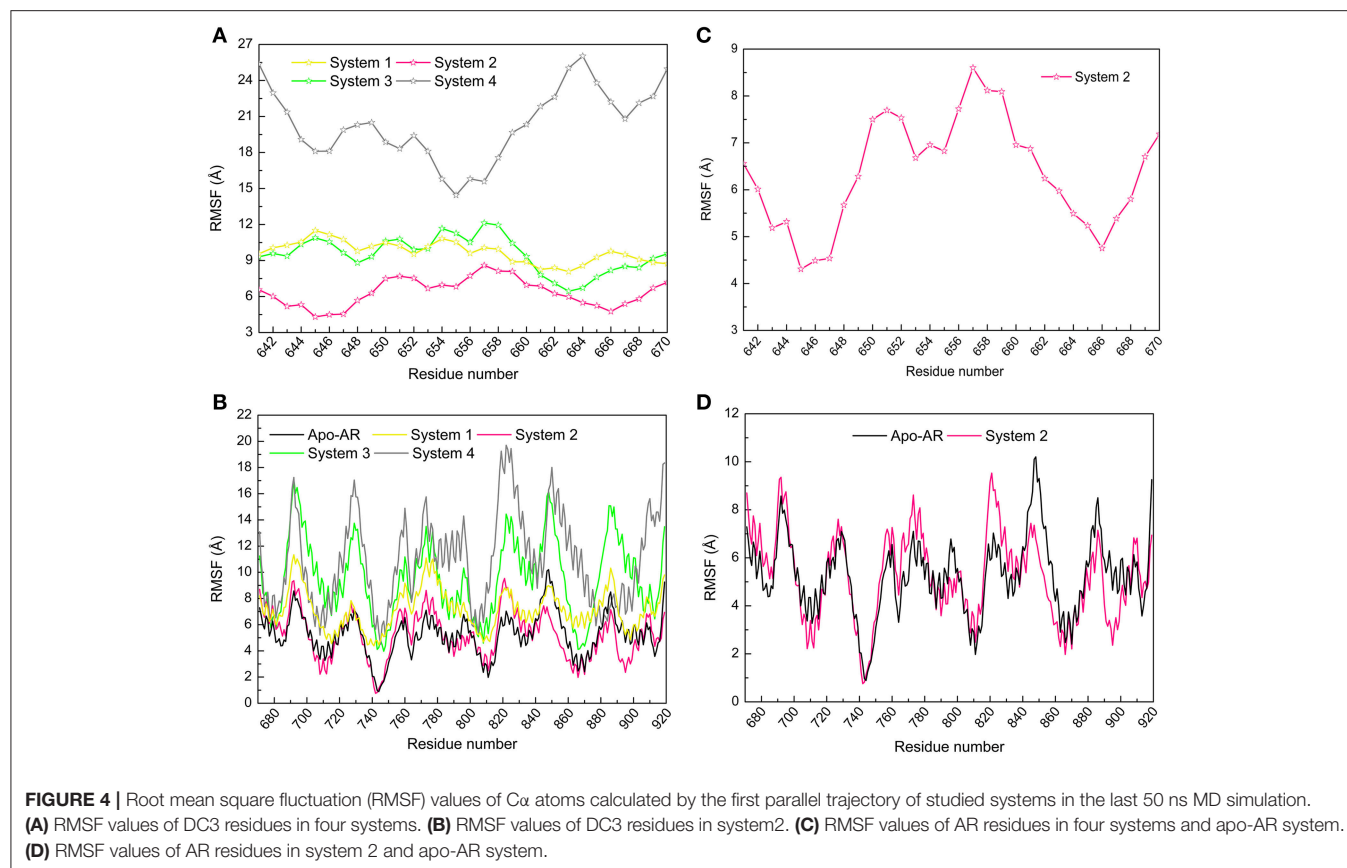 A
System 1 System 2
System 3 System 4
27
24
21
18
15
12
9
6
3
RMSF (Å)
642 644 646 648 650 652 654 656 658 660 662 664 666 668 670
Residue number
C
System 2
9
8
7
6
5
4
3
RMSF (Å)
642 644 646 648 650 652 654 656 658 660 662 664 666 668 670
Residue number
B
Apo-AR System 1 System 2
System 3 System 4
22
20
18
16
14
12
10
8
6
4
2
0
RMSF (Å)
680 700 720 740 760 780 800 820 840 860 880 900 920
Residue number
D
Apo-AR System 2
12
10
8
6
4
2
0
RMSF (Å)
680 700 720 740 760 780 800 820 840 860 880 900 920
Residue number
FIGURE 4 | Root mean square fluctuation (RMSF) values of Cα atoms calculated by the first parallel trajectory of studied systems in the last 50 ns MD simulation.
(A) RMSF values of DC3 residues in four systems. (B) RMSF values of DC3 residues in system2. (C) RMSF values of AR residues in four systems and apo-AR system.
(D) RMSF values of AR residues in system 2 and apo-AR system.